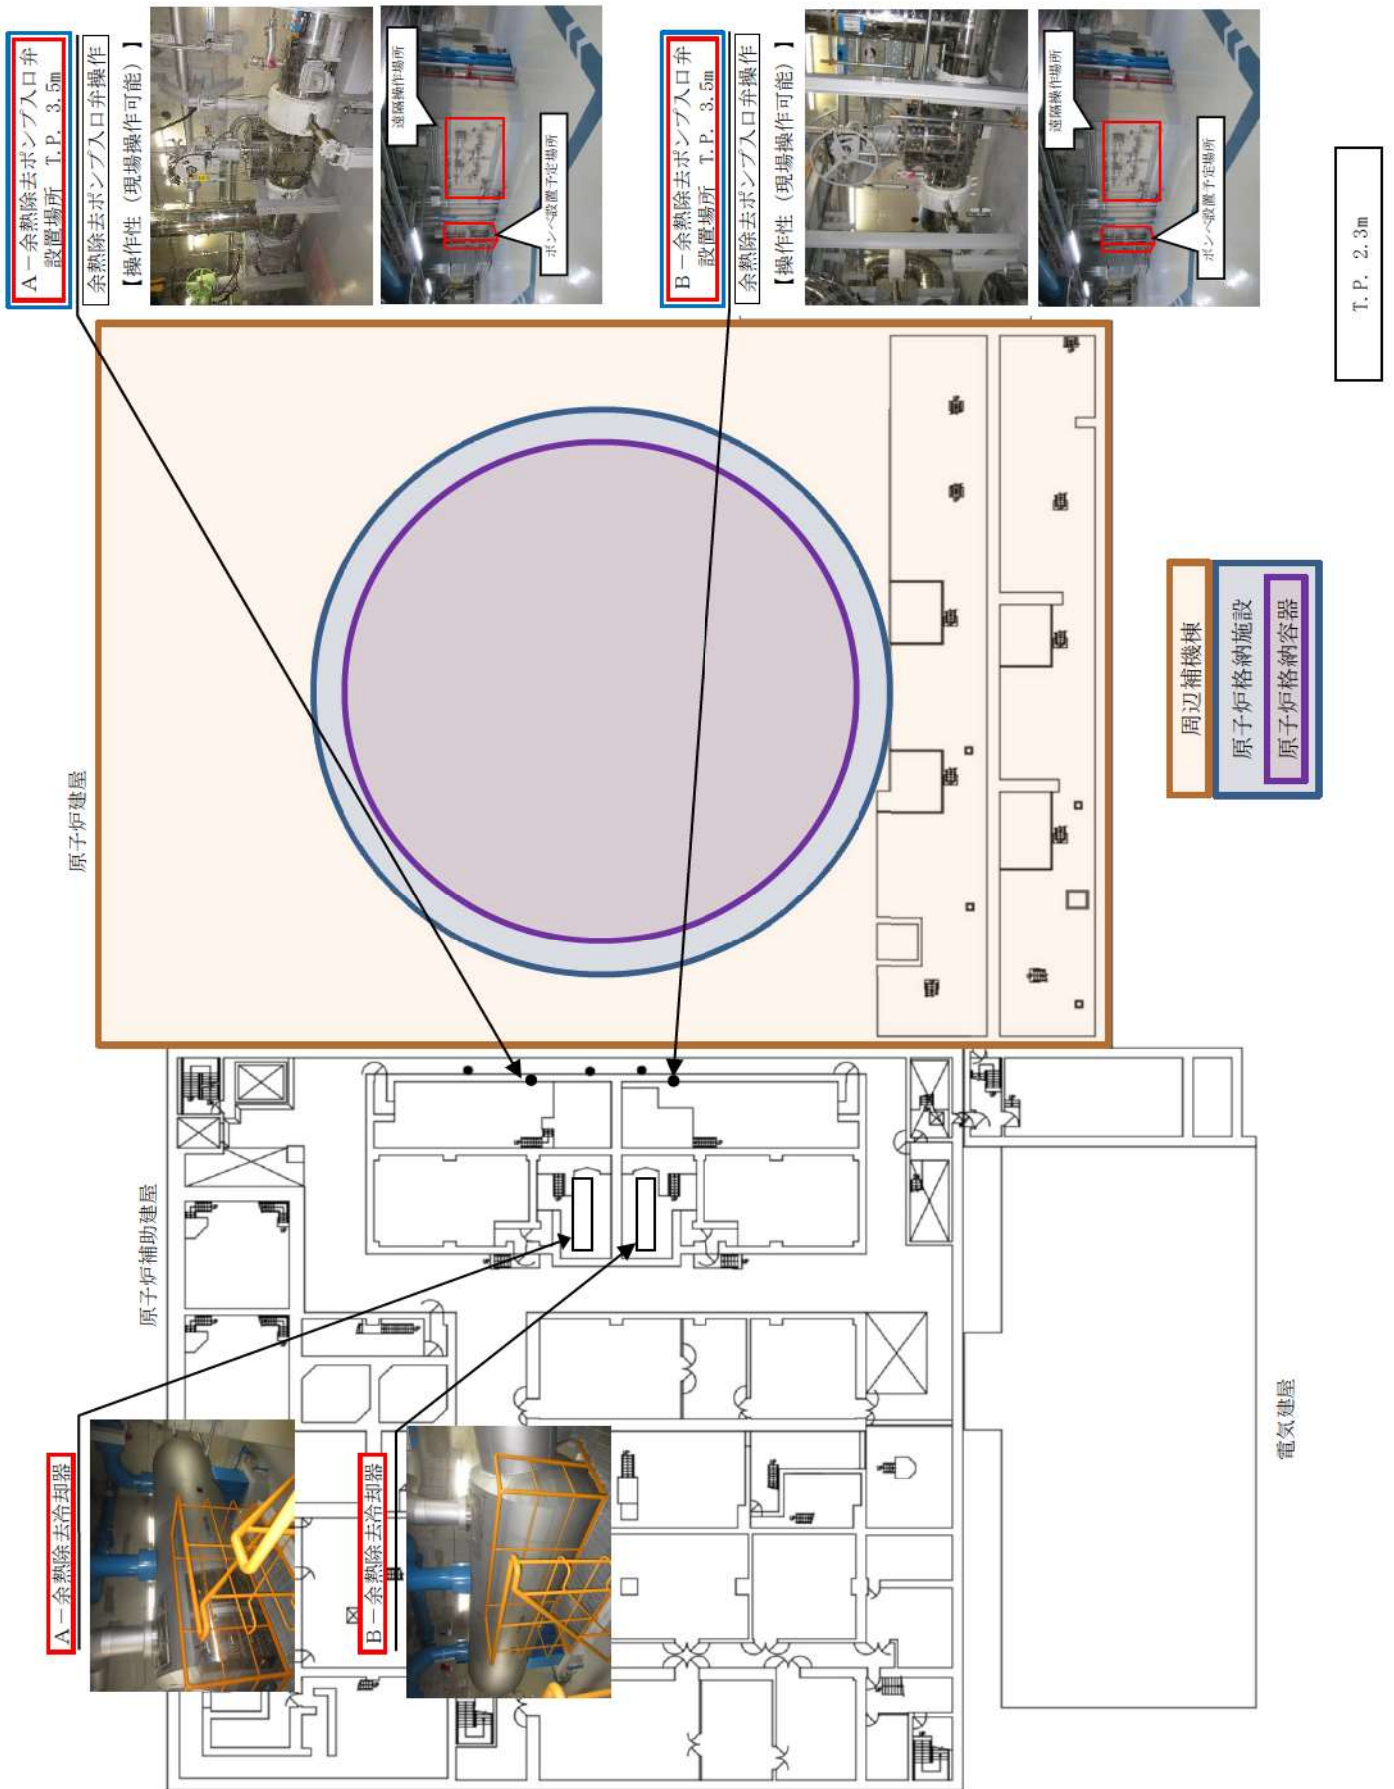 A－余熱除去冷却器
B－余熱除去冷却器
原子炉補助建屋
原子炉建屋
電気建屋
A－余熱除去ポンプ入口弁
設置場所 T.P. 3.5m
余熱除去ポンプ入口弁操作
【操作性（現場操作可能）】
遠隔操作場所
ボンベ設置予定場所
B－余熱除去ポンプ入口弁
設置場所 T.P. 3.5m
余熱除去ポンプ入口弁操作
【操作性（現場操作可能）】
遠隔操作場所
ボンベ設置予定場所
周辺補機棟
原子炉格納施設
原子炉格納容器
T.P. 2.3m